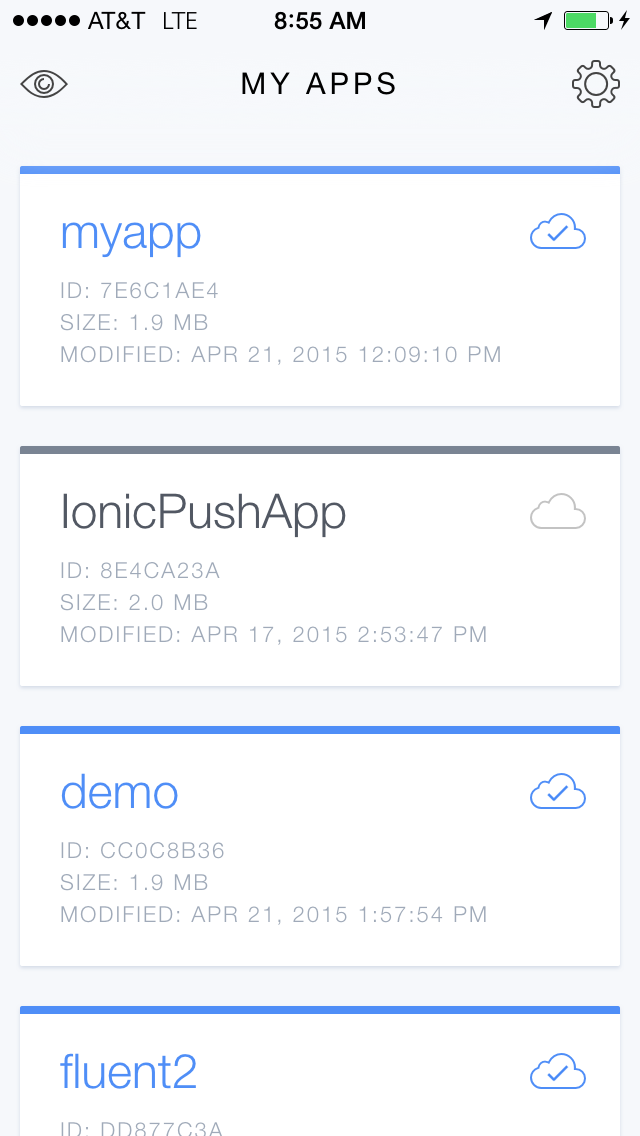 AT&T LTE 8:55 AM
MY APPS
myapp
ID: 7E6C1AE4
SIZE: 1.9 MB
MODIFIED: APR 21, 2015 12:09:10 PM
IonicPushApp
ID: 8E4CA23A
SIZE: 2.0 MB
MODIFIED: APR 17, 2015 2:53:47 PM
demo
ID: CC0C8B36
SIZE: 1.9 MB
MODIFIED: APR 21, 2015 1:57:54 PM
fluent2
ID: DD877C3A